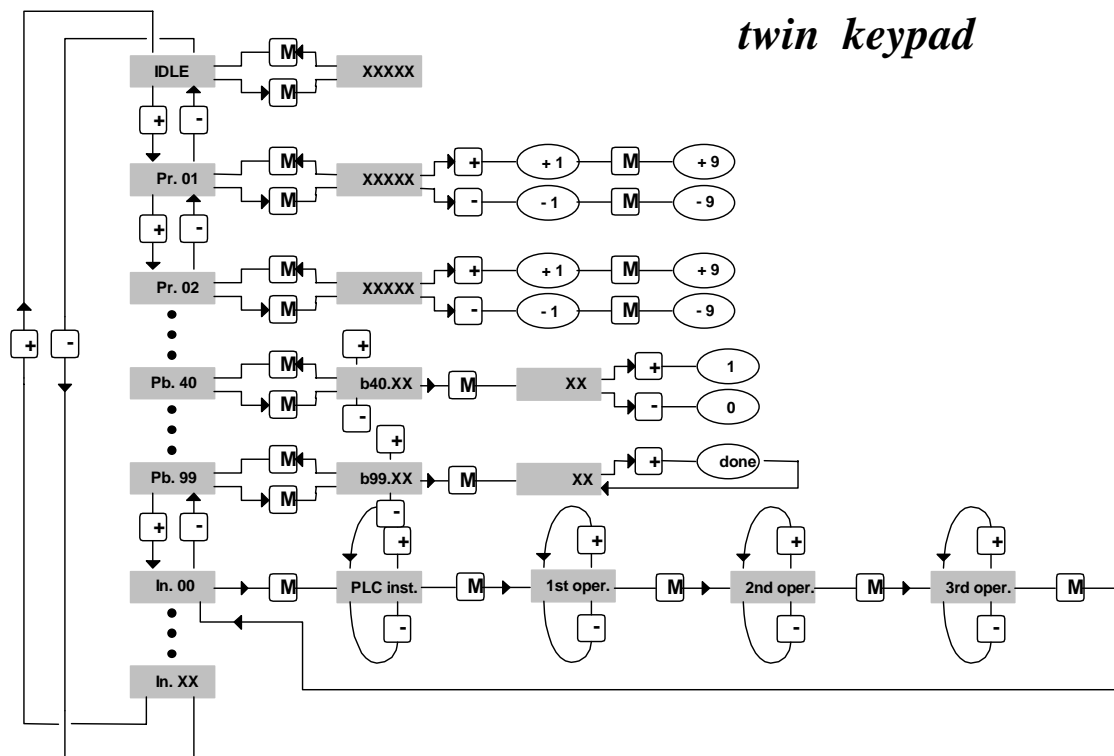 twin keypad
M
IDLE XXXXX
M
+ -
M + +1 M +9
Pr. 01 XXXXX
M - -1 M -9
+ -
M + +1 M +9
Pr. 02 XXXXX
M - -1 M -9
+ - +
M + 1
Pb. 40 b40.XX M XX
M - - 0
+
M + done
Pb. 99 b99.XX M XX
M
+ - -
+ + + +
In. 00 M PLC inst. M 1st oper. M 2nd oper. M 3rd oper. M
- - - -
In. XX